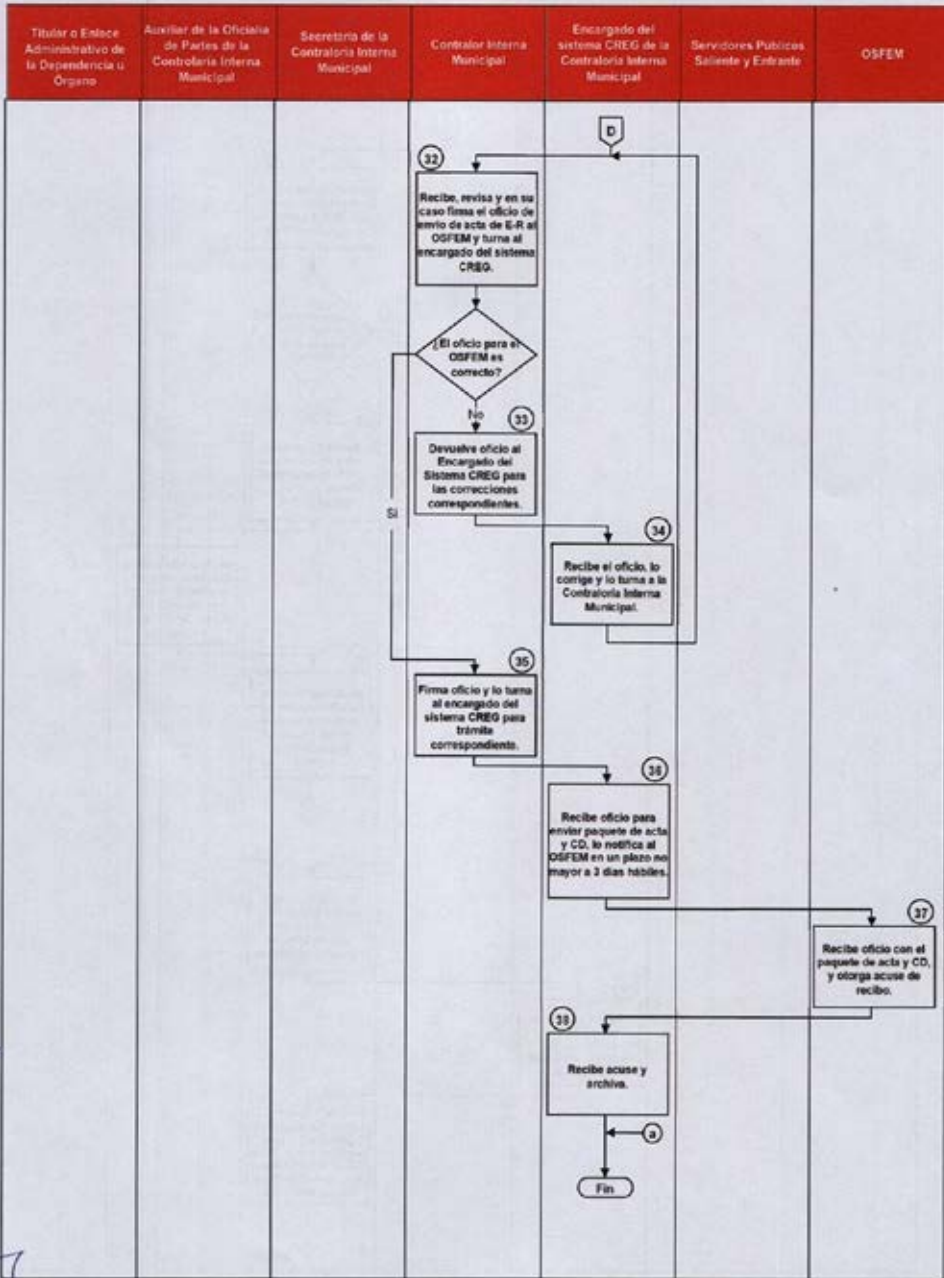 Titular o Enlace
Administrativo de
la Dependencia u
Órgano
Auxiliar de la Oficialía
de Partes de la
Controlaría Interna
Municipal
Secretaria de la
Contraloría Interna
Municipal
Contralor Interna
Municipal
Encargado del
sistema CREG de la
Contraloría Interna
Municipal
Servidores Públicos
Saliente y Entrante
OSFEM
D
32
Recibe, revisa y en su
caso firma el oficio de
envío de acta de E-R al
OSFEM y turna al
encargado del sistema
CREG.
¿El oficio para el
OSFEM es
correcto?
No
33
Devuelve oficio al
Encargado del
Sistema CREG para
las correcciones
correspondientes.
Si
34
Recibe el oficio, lo
corrige y lo turna a la
Contraloría Interna
Municipal.
35
Firma oficio y lo turna
al encargado del
sistema CREG para
trámite
correspondiente.
36
Recibe oficio para
enviar paquete de acta
y CD, lo notifica al
OSFEM en un plazo no
mayor a 3 días hábiles.
37
Recibe oficio con el
paquete de acta y CD,
y otorga acuse de
recibo.
38
Recibe acuse y
archiva.
a
Fin